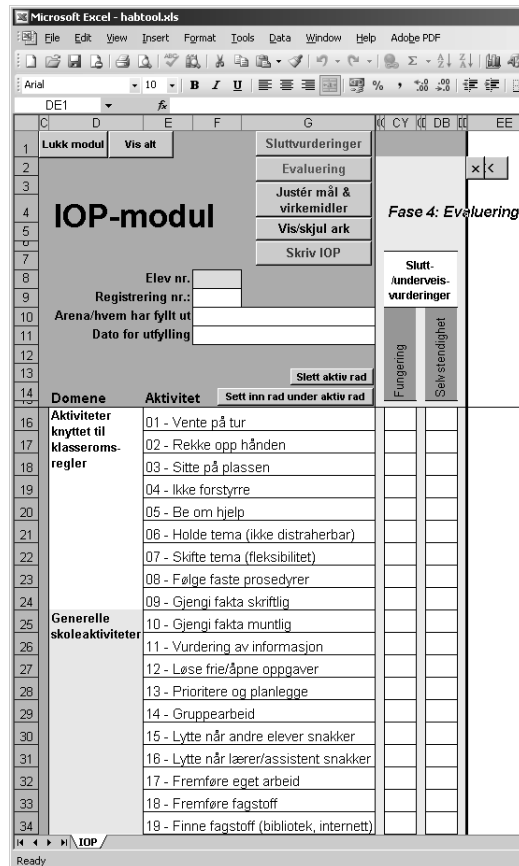 Microsoft Excel - habtool.xls
File Edit View Insert Format Tools Data Window Help Adobe PDF
Arial 10 B I U
DE1 fx
C D E F G CY DB EE
1 Lukk modul Vis alt Sluttvurderinger
2 Evaluering × <
3 Justér mål &
4 virkemidler
IOP-modul Fase 4: Evaluering
5 Vis/skjul ark
6
7 Skriv IOP Slutt-
8 Elev nr. /underveis-
9 Registrering nr.: vurderinger
10 Arena/hvem har fyllt ut
11 Dato for utfylling
12 Fungering Selvstendighet
13 Slett aktiv rad
14 Domene Aktivitet Sett inn rad under aktiv rad
15
16 Aktiviteter knyttet til klasseroms-regler 01 - Vente på tur
17 02 - Rekke opp hånden
18 03 - Sitte på plassen
19 04 - Ikke forstyrre
20 05 - Be om hjelp
21 06 - Holde tema (ikke distraherbar)
22 07 - Skifte tema (fleksibilitet)
23 08 - Følge faste prosedyrer
24 09 - Gjengi fakta skriftlig
25 Generelle skoleaktiviteter 10 - Gjengi fakta muntlig
26 11 - Vurdering av informasjon
27 12 - Løse frie/åpne oppgaver
28 13 - Prioritere og planlegge
29 14 - Gruppearbeid
30 15 - Lytte når andre elever snakker
31 16 - Lytte når lærer/assistent snakker
32 17 - Fremføre eget arbeid
33 18 - Fremføre fagstoff
34 19 - Finne fagstoff (bibliotek, internett)
IOP
Ready